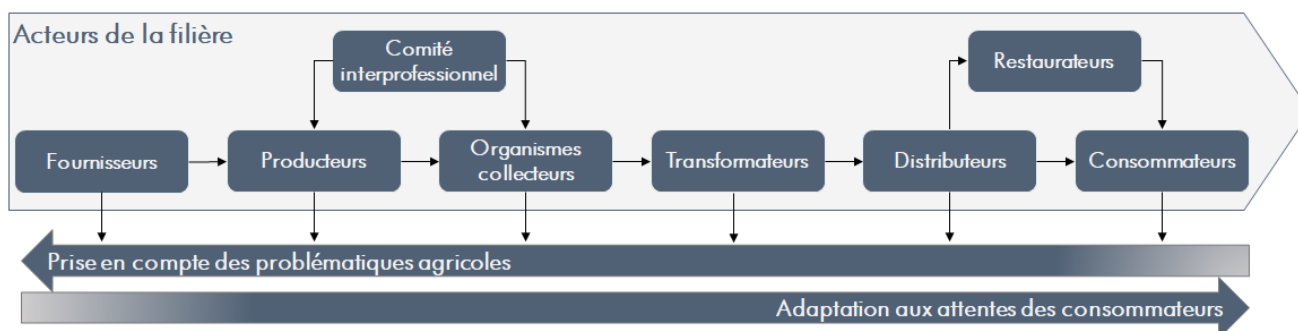 Acteurs de la filière
Comité
interprofessionnel
Restaurateurs
Fournisseurs
Producteurs
Organismes
collecteurs
Transformateurs
Distributeurs
Consommateurs
Prise en compte des problématiques agricoles
Adaptation aux attentes des consommateurs